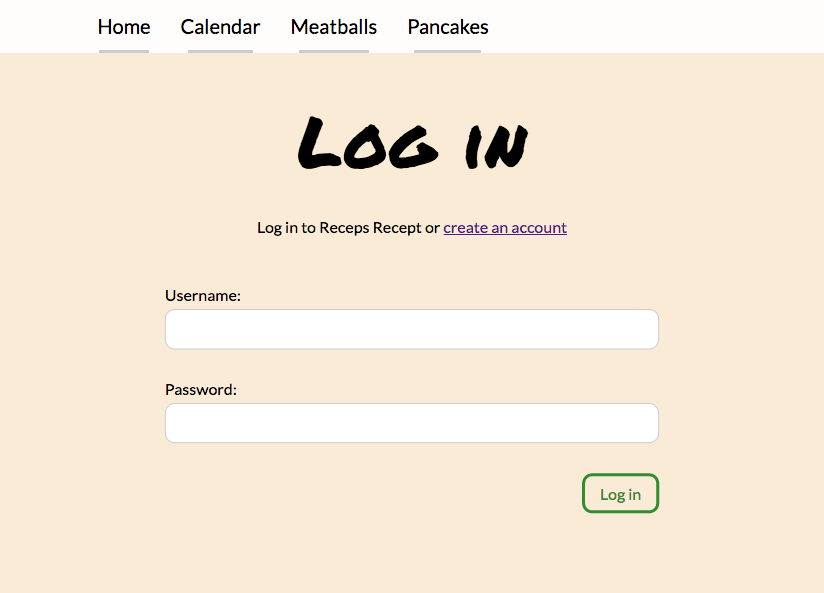 Home Calendar Meatballs Pancakes
Log in
Log in to Receps Recept or create an account
Username:
Password:
Log in